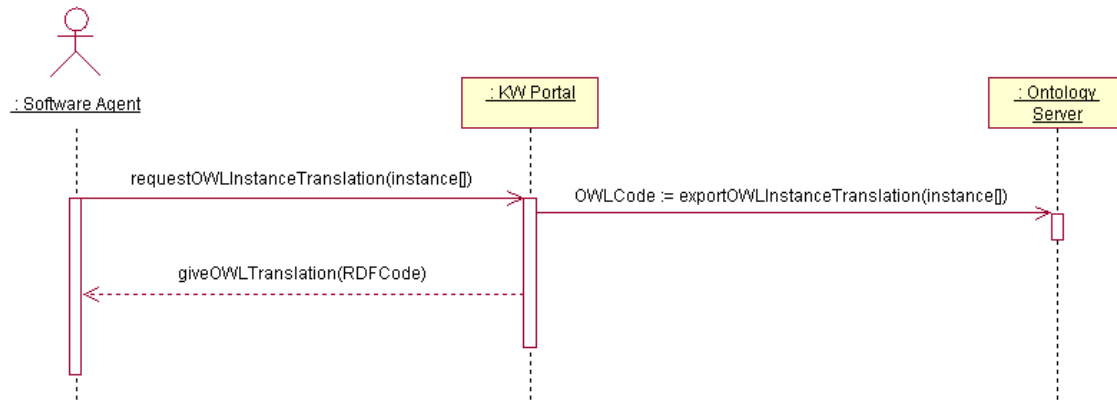 : Software Agent
: KW Portal
: Ontology
Server
requestOWLInstanceTranslation(instance[])
OWLCode := exportOWLInstanceTranslation(instance[])
giveOWLTranslation(RDFCode)